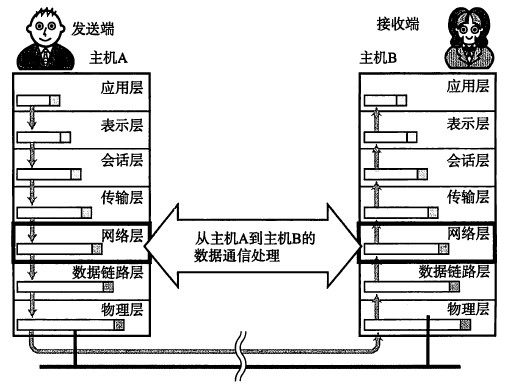 发送端
主机A
接收端
主机B
应用层
表示层
会话层
传输层
网络层
数据链路层
物理层
从主机A到主机B的
数据通信处理
应用层
表示层
会话层
传输层
网络层
数据链路层
物理层